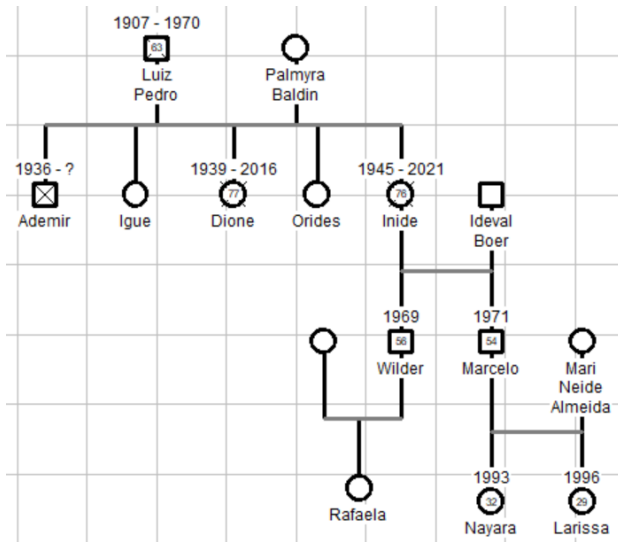 1907 - 1970
63
Luiz
Pedro
Palmyra
Baldin
1936 - ?
Ademir
Igue
1939 - 2016
77
Dione
Orides
1945 - 2021
76
Inide
Ideval
Boer
1969
56
Wilder
1971
54
Marcelo
Mari
Neide
Almeida
Rafaela
1993
32
Nayara
1996
29
Larissa